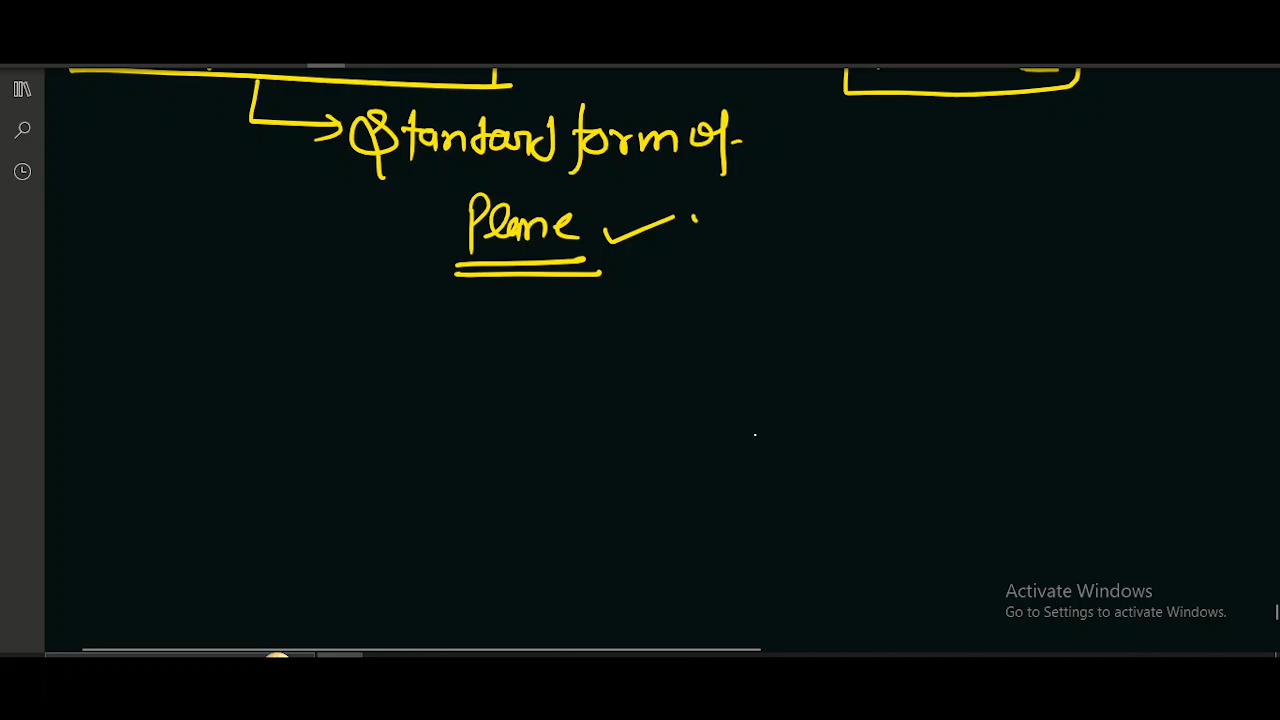 Standard form of
Plane
Activate Windows
Go to Settings to activate Windows.